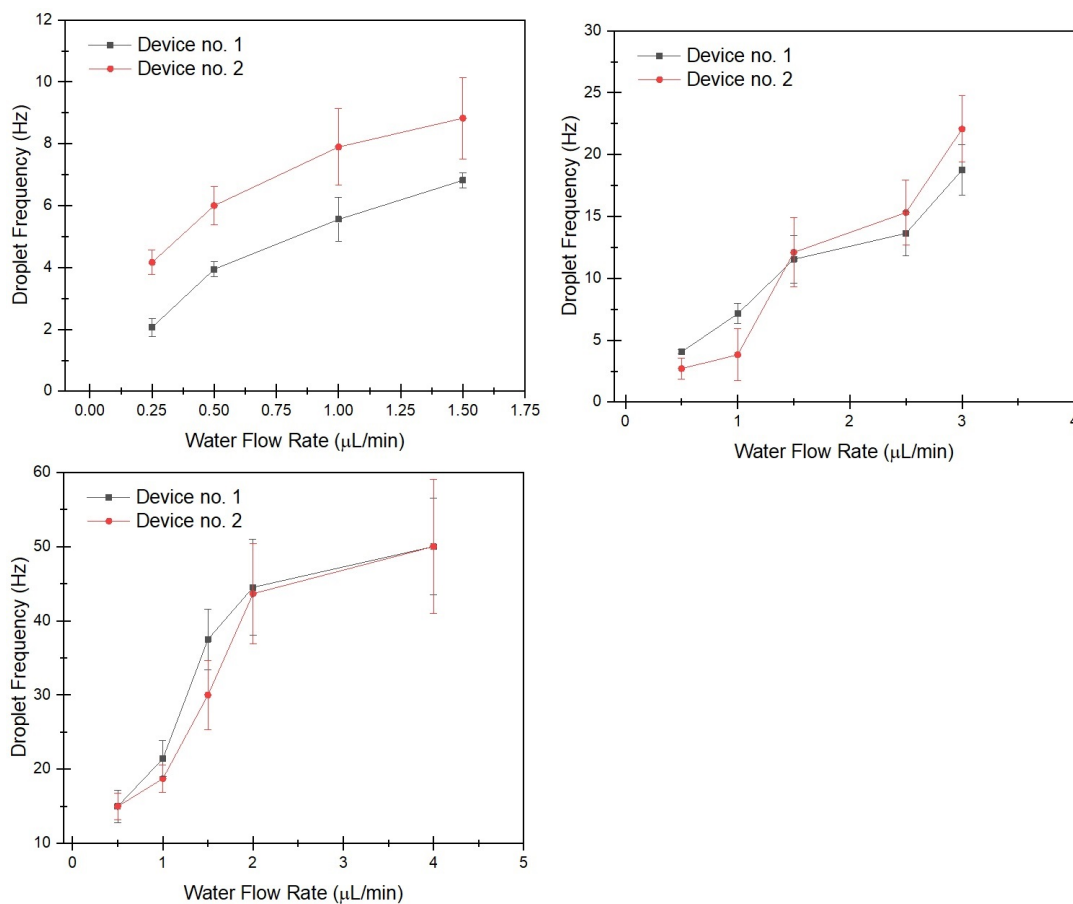 Droplet Frequency (Hz)
12
10
8
6
4
2
0
Device no. 1
Device no. 2
0.00 0.25 0.50 0.75 1.00 1.25 1.50 1.75
Water Flow Rate (μL/min)
Droplet Frequency (Hz)
30
25
20
15
10
5
0
Device no. 1
Device no. 2
0 1 2 3 4
Water Flow Rate (μL/min)
Droplet Frequency (Hz)
60
50
40
30
20
10
Device no. 1
Device no. 2
0 1 2 3 4 5
Water Flow Rate (μL/min)